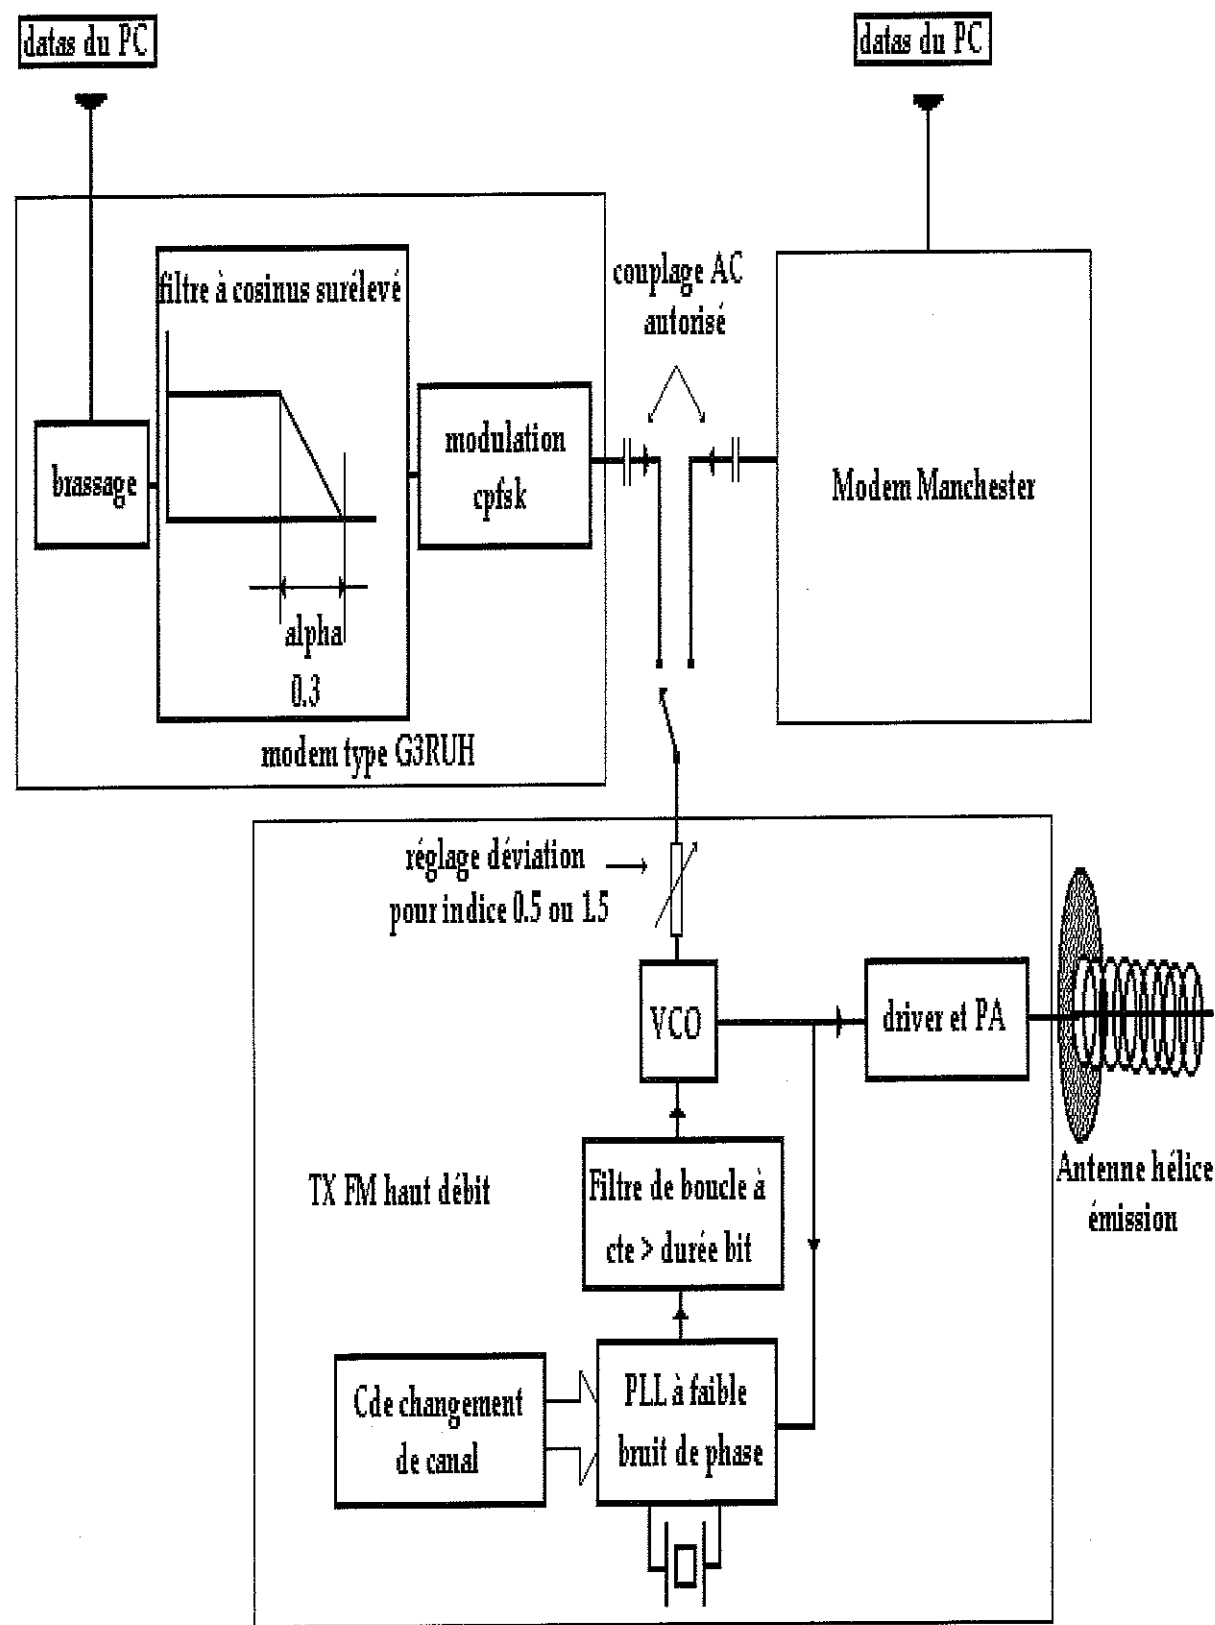 datas du PC
datas du PC
filtre à cosinus surélevé
couplage AC
autorisé
brassage
modulation
cpfsk
Modem Manchester
alpha
0.3
modem type G3RUH
réglage déviation
pour indice 0.5 ou 1.5
VCO
driver et PA
TX FM haut débit
Filtre de boucle à
cte > durée bit
Antenne hélice
émission
Cde changement
de canal
PLL à faible
bruit de phase